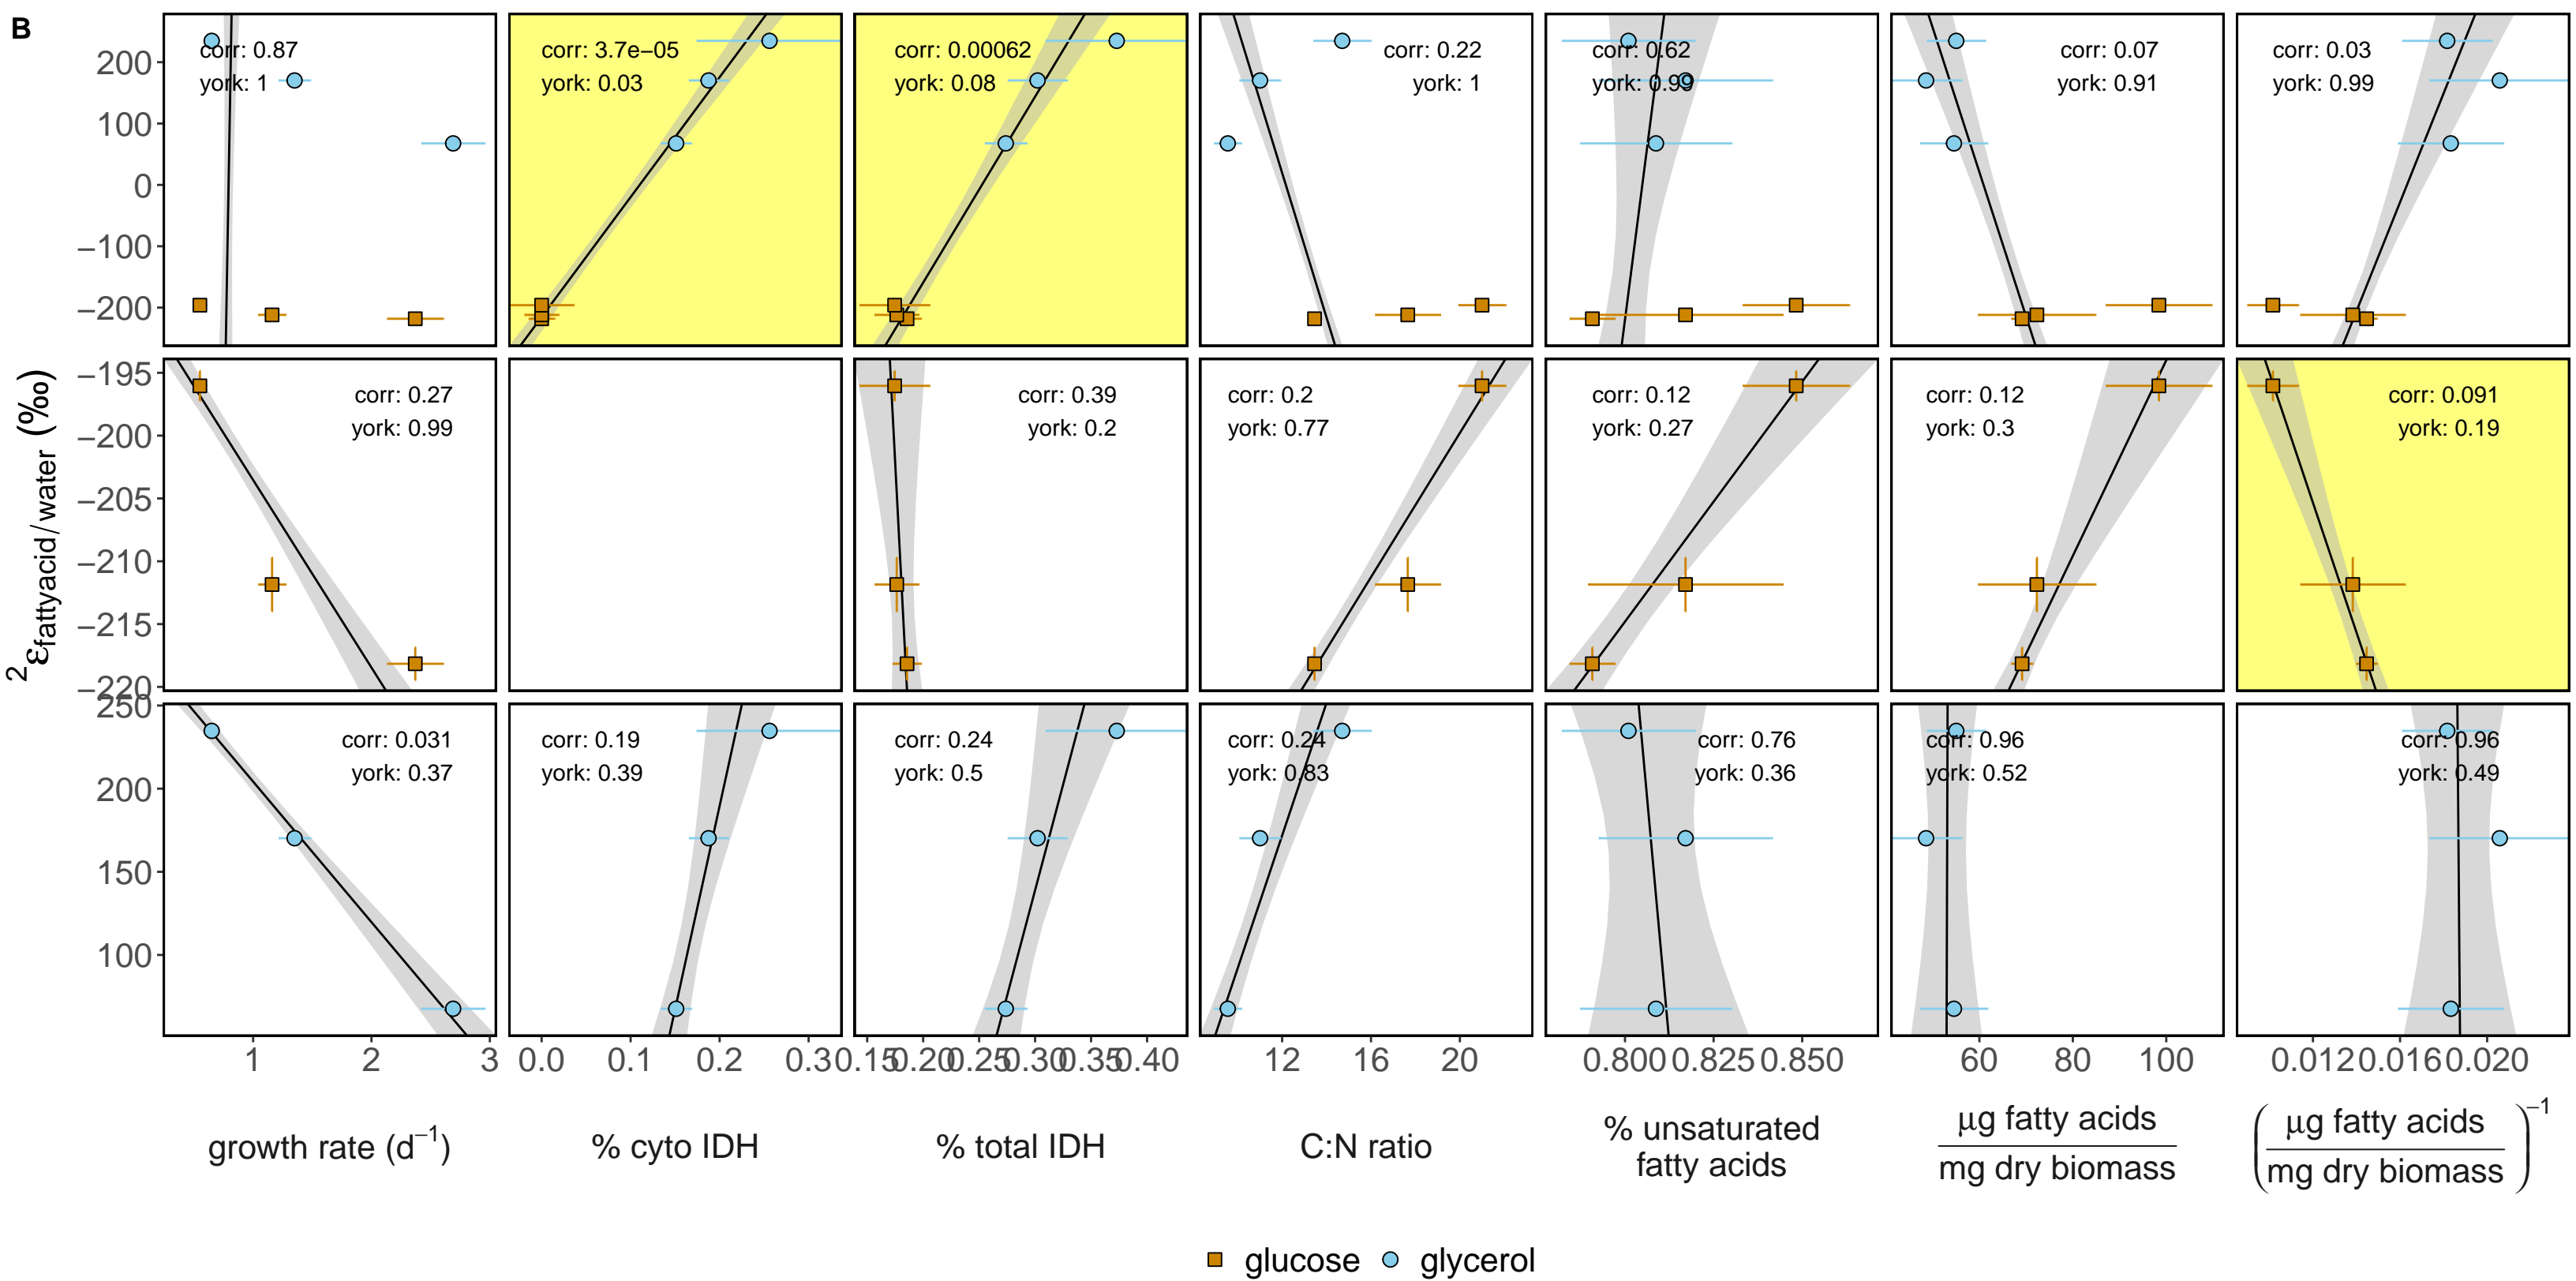 B
corr: 0.87
york: 1
corr: 3.7e−05
york: 0.03
corr: 0.00062
york: 0.08
corr: 0.22
york: 1
corr: 0.62
york: 0.99
corr: 0.07
york: 0.91
corr: 0.03
york: 0.99
200
100
0
−100
−200
²εfattyacid/water (‰)
corr: 0.27
york: 0.99
corr: 0.39
york: 0.2
corr: 0.2
york: 0.77
corr: 0.12
york: 0.27
corr: 0.12
york: 0.3
corr: 0.091
york: 0.19
−195
−200
−205
−210
−215
−220
corr: 0.031
york: 0.37
corr: 0.19
york: 0.39
corr: 0.24
york: 0.5
corr: 0.24
york: 0.83
corr: 0.76
york: 0.36
corr: 0.96
york: 0.52
corr: 0.96
york: 0.49
250
200
150
100
1 2 3
0.0 0.1 0.2 0.3
0.15 0.20 0.25 0.30 0.35 0.40
12 16 20
0.800 0.825 0.850
60 80 100
0.012 0.016 0.020
growth rate (d⁻¹)
% cyto IDH
% total IDH
C:N ratio
% unsaturated
fatty acids
μg fatty acids
mg dry biomass
(μg fatty acids
mg dry biomass)⁻¹
glucose glycerol